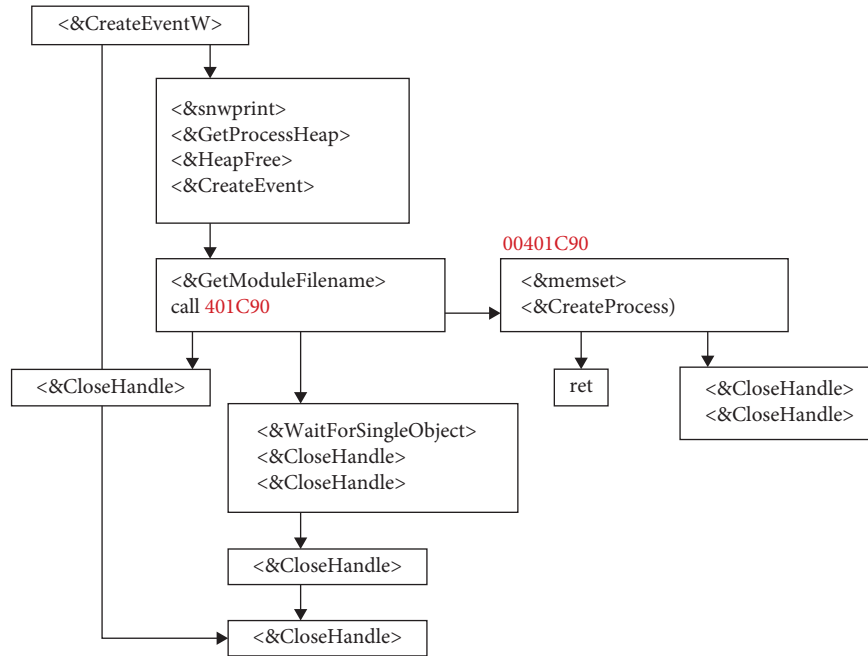 <&CreateEventW>
<&snwprint>
<&GetProcessHeap>
<&HeapFree>
<&CreateEvent>
00401C90
<&GetModuleFilename>
call 401C90
<&memset>
<&CreateProcess)
<&CloseHandle>
ret
<&CloseHandle>
<&CloseHandle>
<&WaitForSingleObject>
<&CloseHandle>
<&CloseHandle>
<&CloseHandle>
<&CloseHandle>